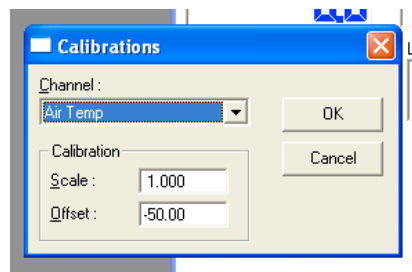 Calibrations
Channel :
Air Temp
OK
Calibration
Cancel
Scale : 1.000
Offset : -50.00